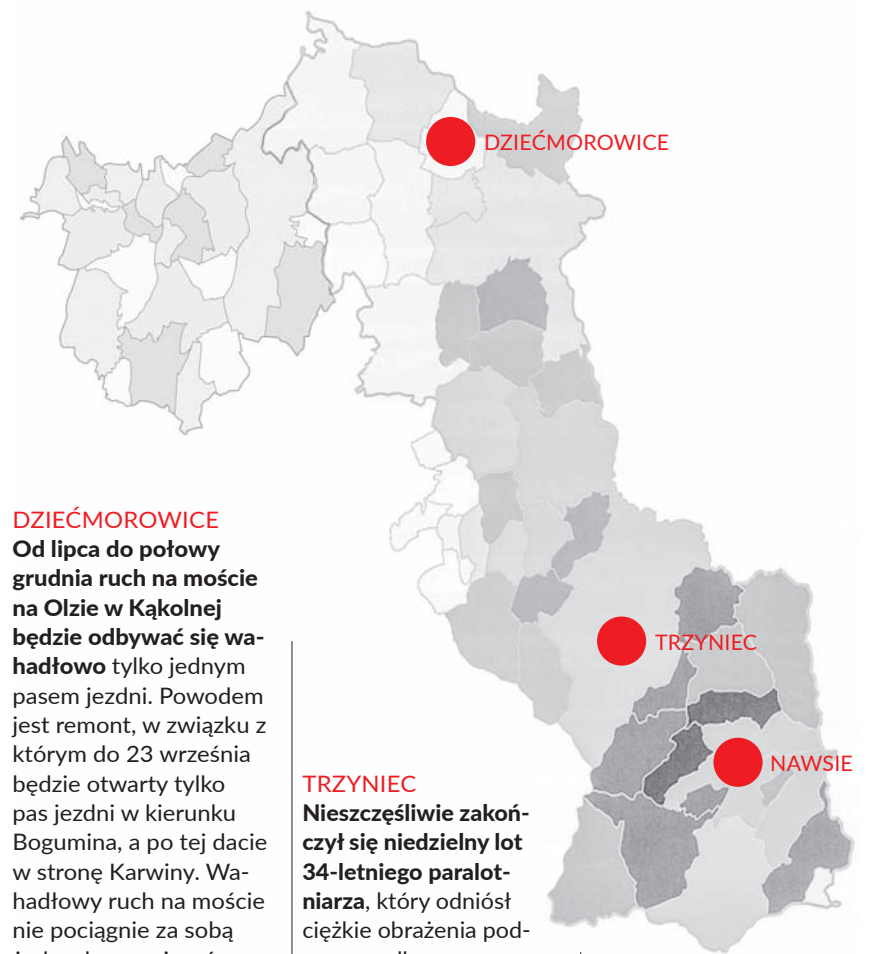 DZIEĆMOROWICE
TRZYNIEC
NAWSIE
DZIEĆMOROWICE
Od lipca do połowy
grudnia ruch na moście
na Olzie w Kąkolnej
będzie odbywać się wa-
hadłowo tylko jednym
pasem jezdni. Powodem
jest remont, w związku z
którym do 23 września
będzie otwarty tylko
pas jezdni w kierunku
Bogumina, a po tej dacie
w stronę Karwiny. Wa-
hadłowy ruch na moście
nie pociągnie za sobą
TRZYNIEC
Nieszczęśliwie zakoń-
czył się niedzielny lot
34-letniego paralot-
niarza, który odniósł
ciężkie obrażenia pod-